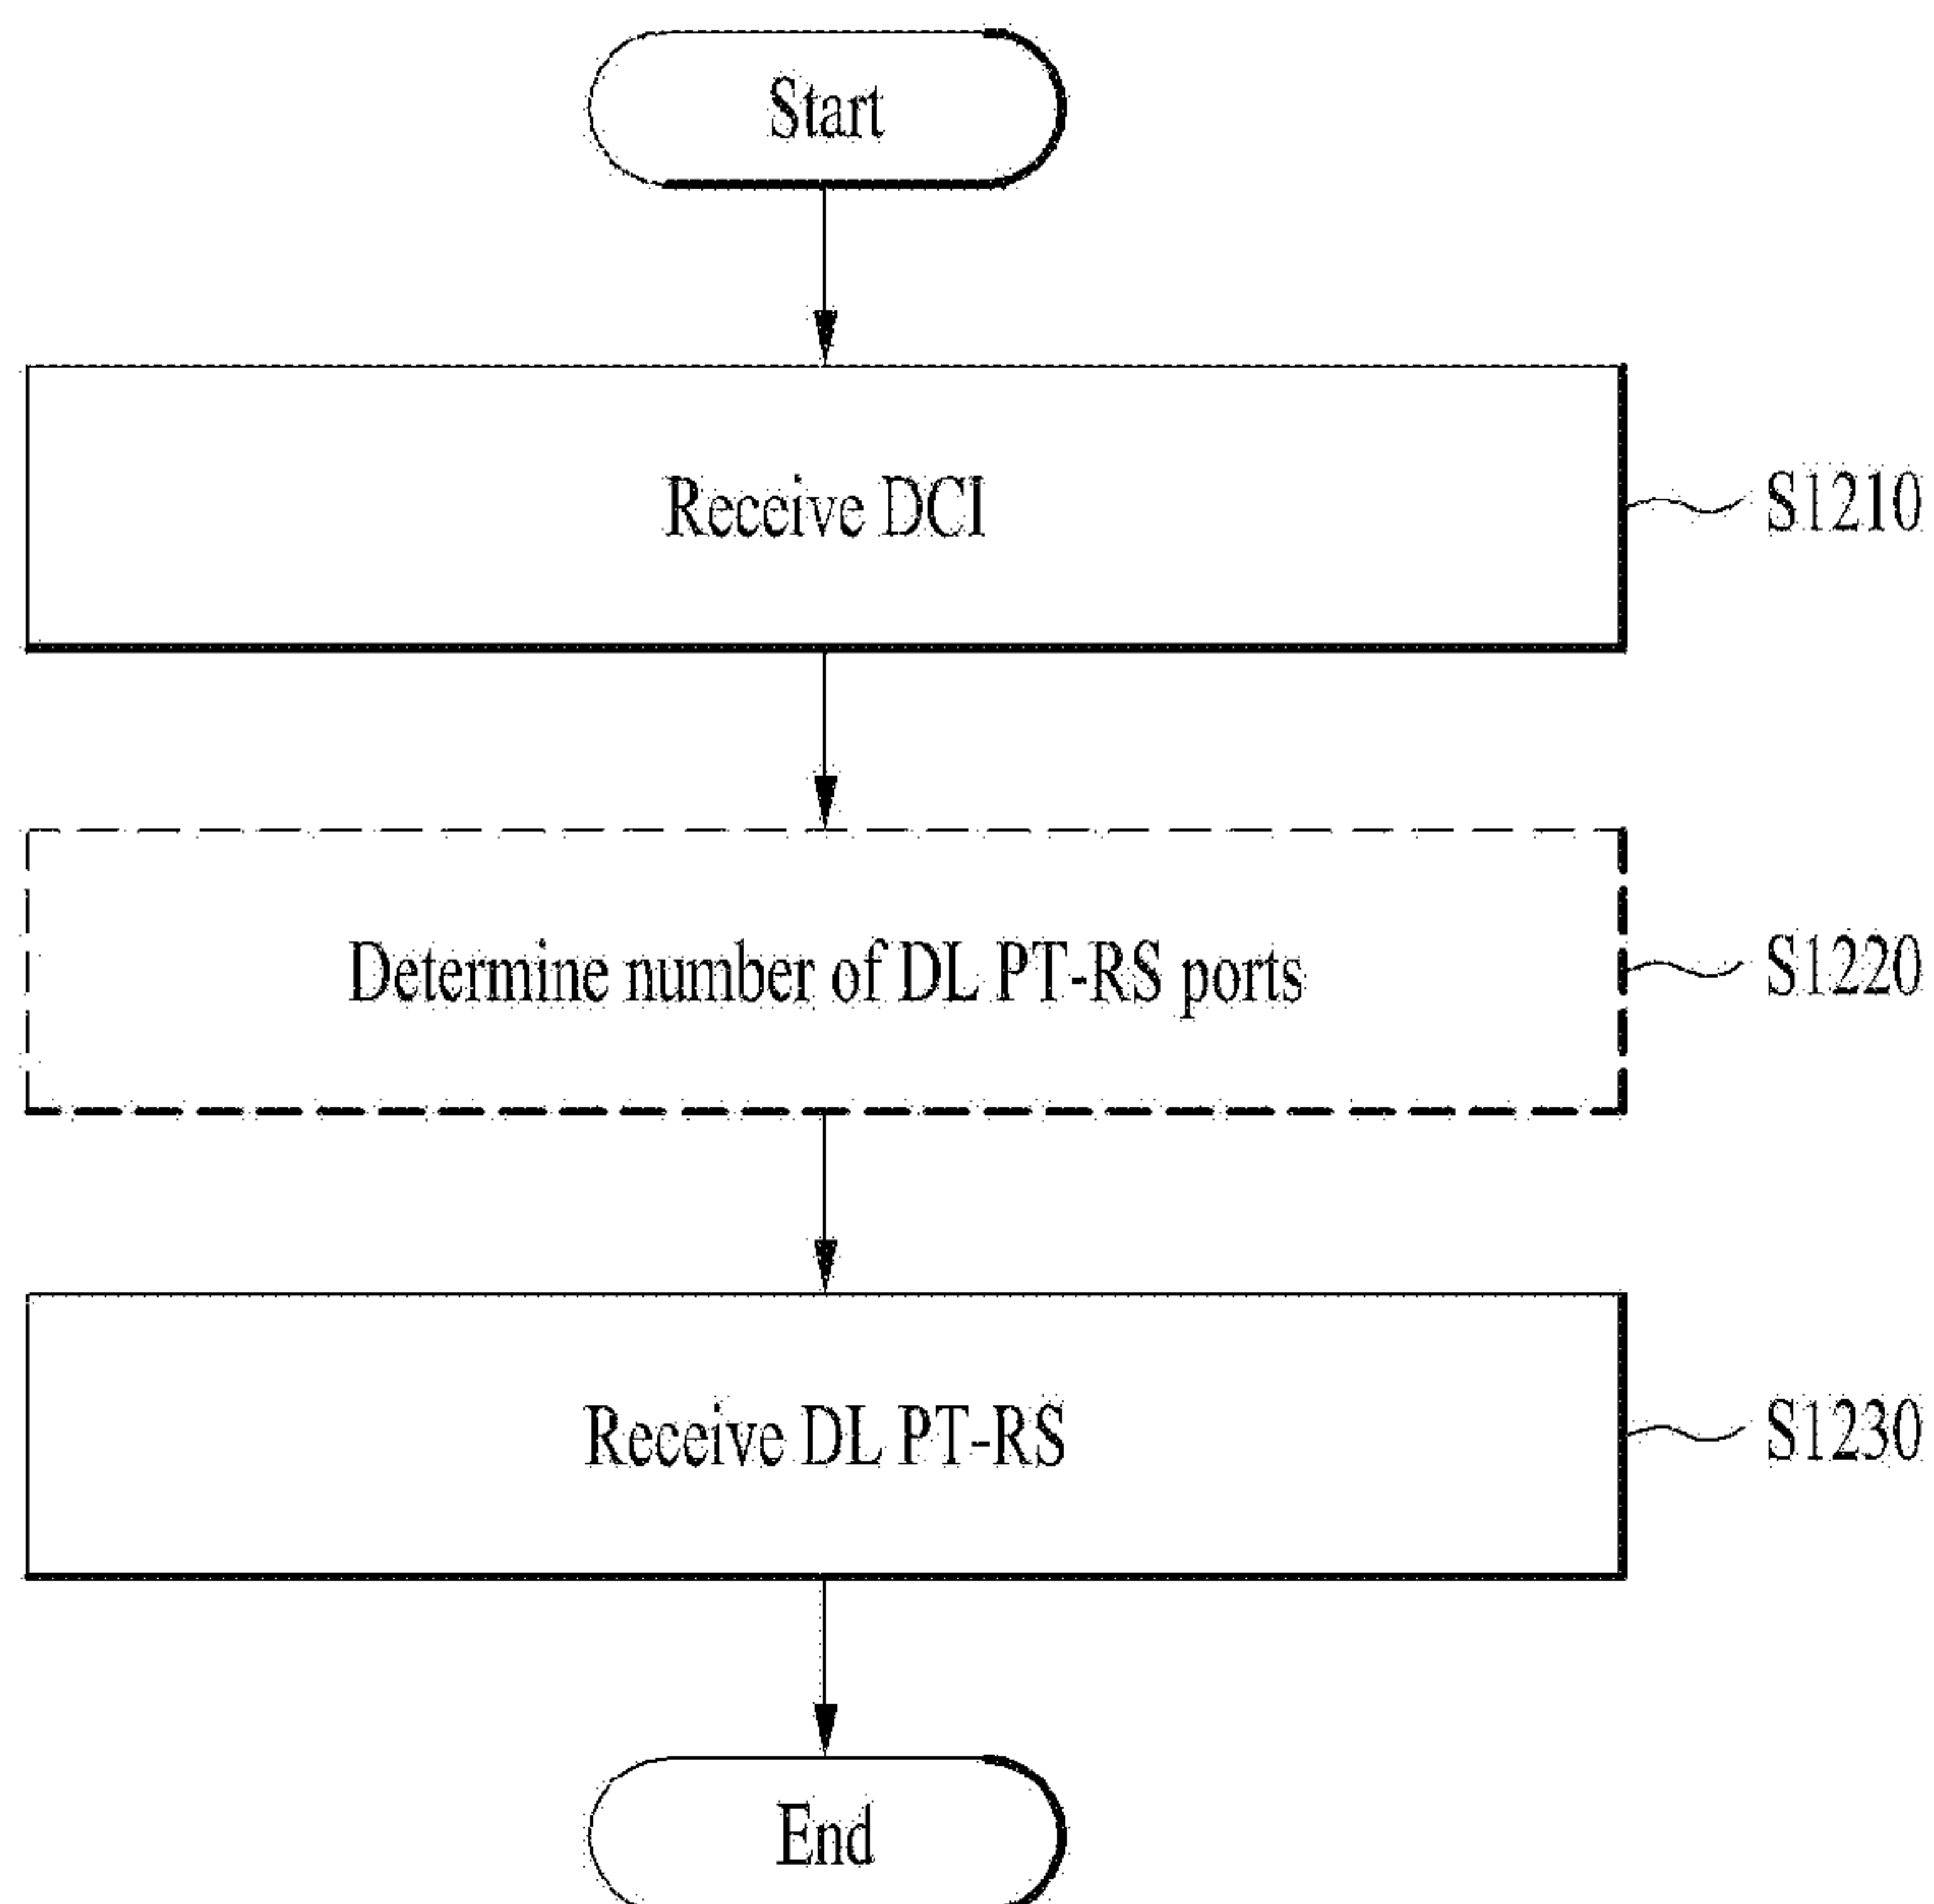 Start
Receive DCI
S1210
Determine number of DL PT-RS ports
S1220
Receive DL PT-RS
S1230
End